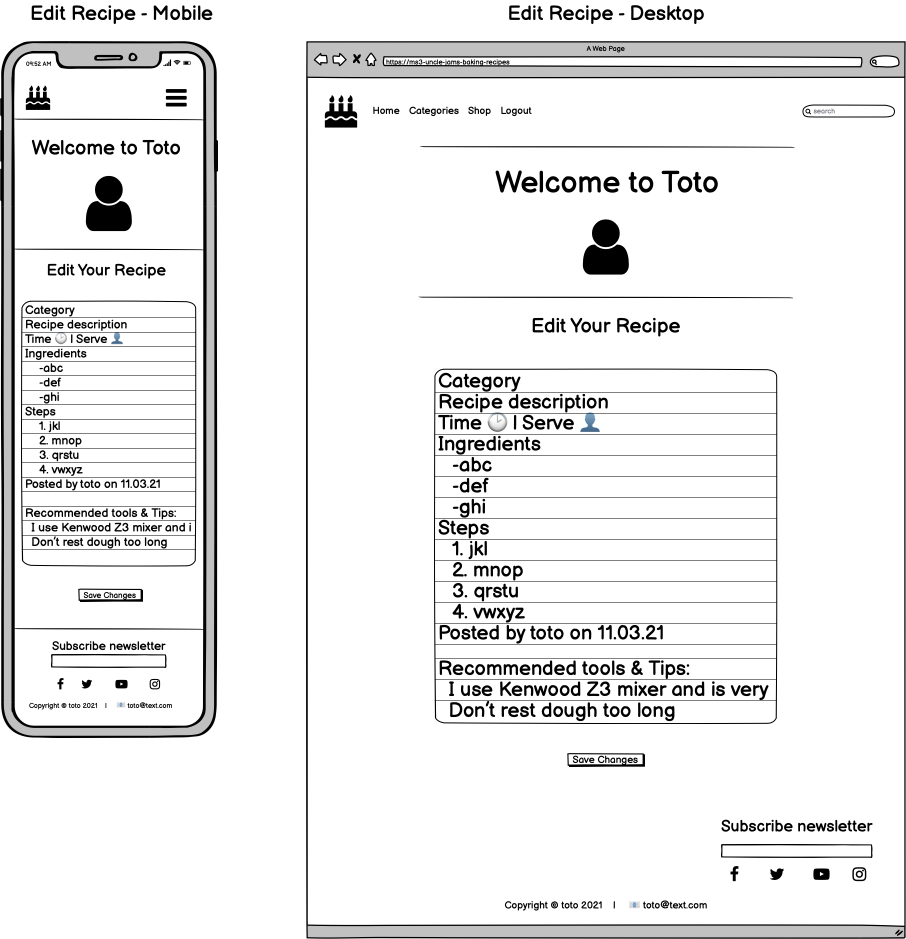 Edit Recipe - Mobile
09:52 AM
Welcome to Toto
Edit Your Recipe
Category
Recipe description
Time | Serve
Ingredients
-abc
-def
-ghi
Steps
1. jkl
2. mnop
3. qrstu
4. vwxyz
Posted by toto on 11.03.21
Recommended tools & Tips:
I use Kenwood Z3 mixer and i
Don't rest dough too long
Save Changes
Subscribe newsletter
Copyright © toto 2021 | toto@text.com
Edit Recipe - Desktop
A Web Page
https://ms3-uncle-jams-baking-recipes
Home Categories Shop Logout
search
Welcome to Toto
Edit Your Recipe
Category
Recipe description
Time | Serve
Ingredients
-abc
-def
-ghi
Steps
1. jkl
2. mnop
3. qrstu
4. vwxyz
Posted by toto on 11.03.21
Recommended tools & Tips:
I use Kenwood Z3 mixer and is very
Don't rest dough too long
Save Changes
Subscribe newsletter
Copyright © toto 2021 | toto@text.com